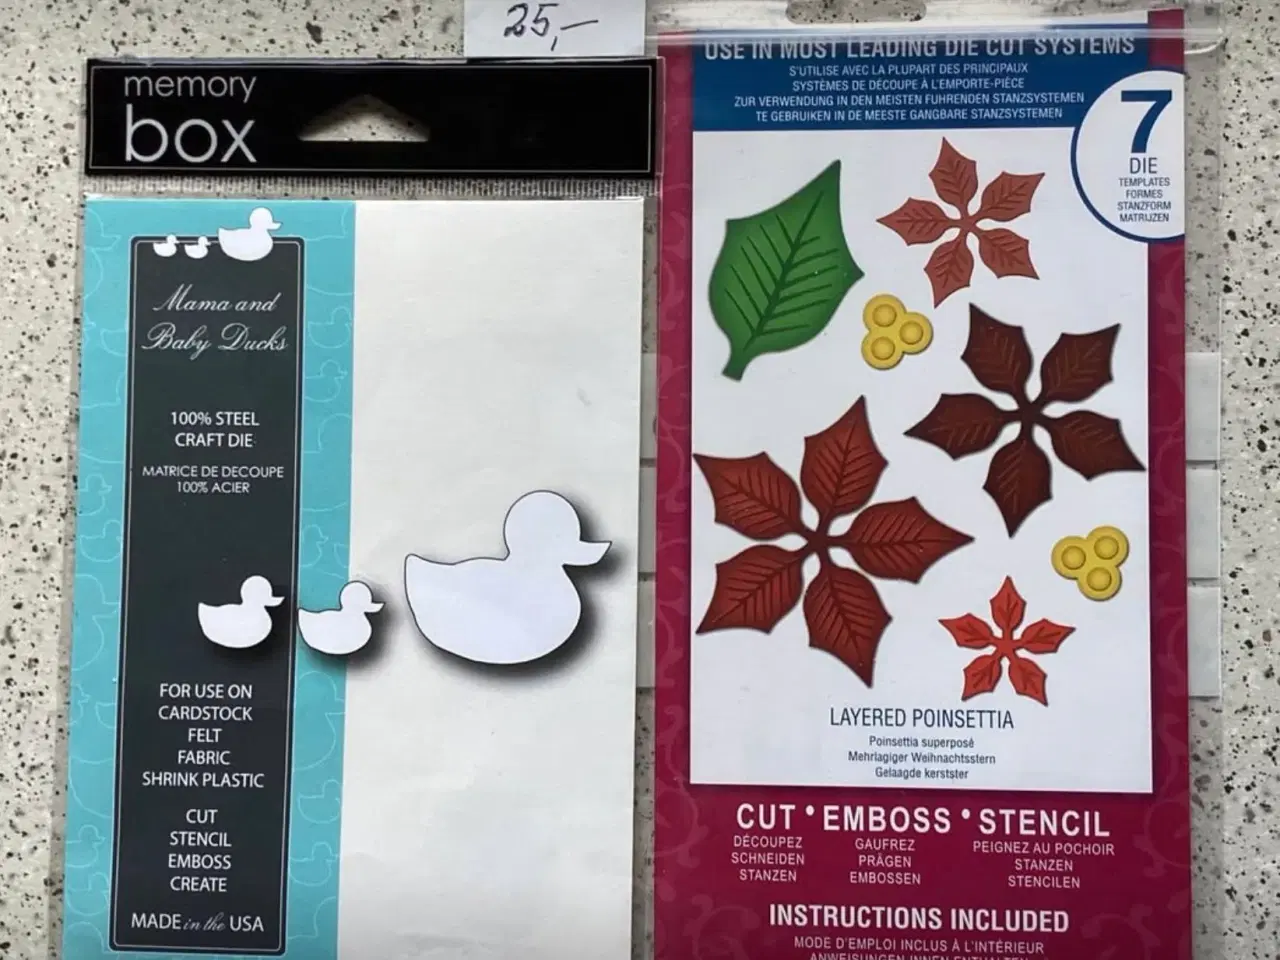 25,-
memory
box
Mama and
Baby Ducks
100% STEEL
CRAFT DIE
MATRICE DE DECOUPE
100% ACIER
FOR USE ON
CARDSTOCK
FELT
FABRIC
SHRINK PLASTIC
CUT
STENCIL
EMBOSS
CREATE
MADE in the USA
USE IN MOST LEADING DIE CUT SYSTEMS
S'UTILISE AVEC LA PLUPART DES PRINCIPAUX
SYSTÈMES DE DÉCOUPE À L'EMPORTE-PIÈCE
ZUR VERWENDUNG IN DEN MEISTEN FUHRENDEN STANZSYSTEMEN
TE GEBRUIKEN IN DE MEESTE GANGBARE STANZSYSTEMEN
7
DIE
TEMPLATES
FORMES
STANZFORM
MATRIJZEN
LAYERED POINSETTIA
Poinsettia superposé
Mehrlagiger Weihnachtsstern
Gelaagde kerstster
CUT • EMBOSS • STENCIL
DÉCOUPEZ GAUFREZ PEIGNEZ AU POCHOIR
SCHNEIDEN PRÄGEN STANZEN
STANZEN EMBOSSEN STENCILEN
INSTRUCTIONS INCLUDED
MODE D'EMPLOI INCLUS À L'INTÉRIEUR
ANWEISUNGEN INNEN ENTHALTEN